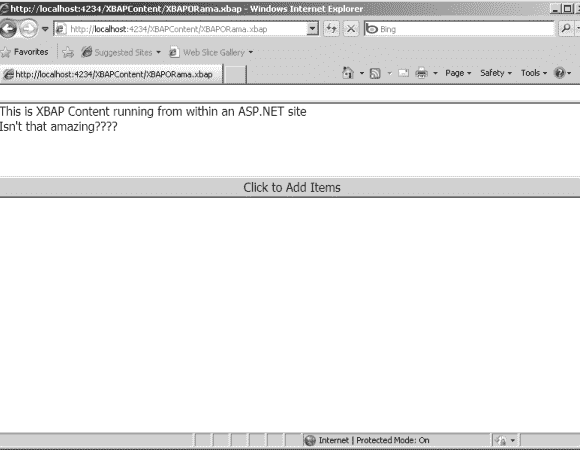 http://localhost:4234/XBAPContent/XBAPORama.xbap - Windows Internet Explorer
http://localhost:4234/XBAPContent/XBAPORama.xbap
Bing
Favorites
Suggested Sites
Web Slice Gallery
http://localhost:4234/XBAPContent/XBAPORama.xbap
Page
Safety
Tools
This is XBAP Content running from within an ASP.NET site
Isn't that amazing????
Click to Add Items
Internet | Protected Mode: On